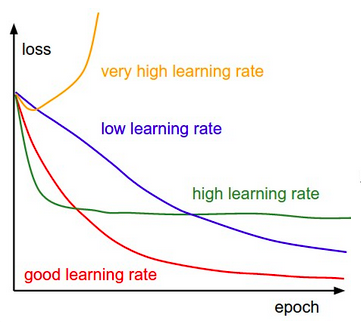 loss
very high learning rate
low learning rate
high learning rate
good learning rate
epoch